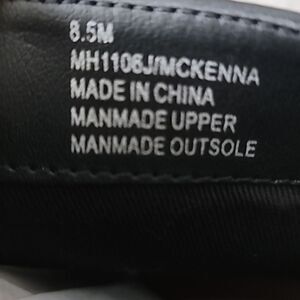 8.5M
MH1106J/MCKENNA
MADE IN CHINA
MANMADE UPPER
MANMADE OUTSOLE